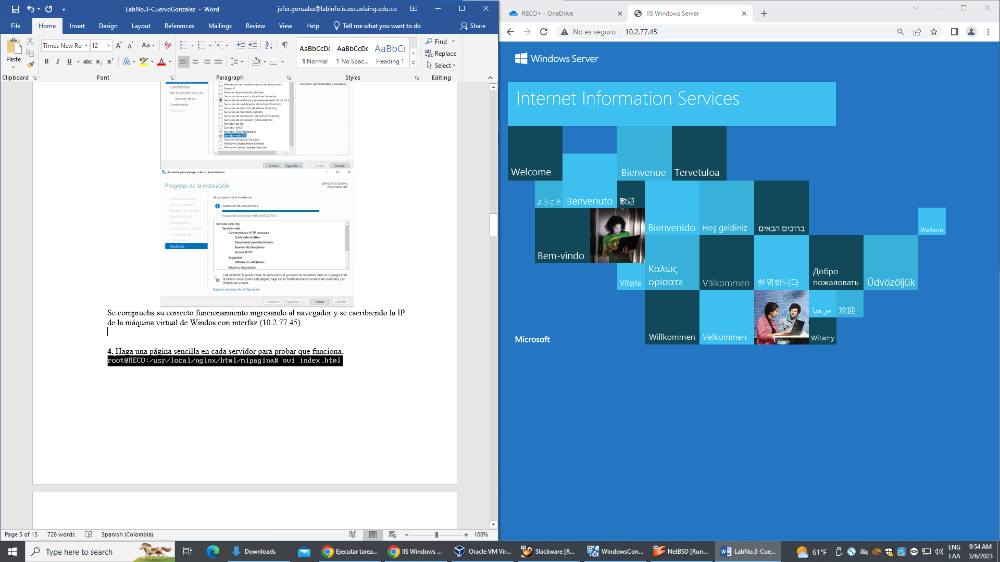 LabNo.3-CuervoGonzalez - Word
jefer.gonzalez@labinfo.is.escuelaing.edu.co
File Home Insert Design Layout References Mailings Review View Help Tell me what you want to do Share
Paste
Times New Ro 12
Aa
B I U abc x₂ x²
AaBbCcDc AaBbCcDc AaBbCc
¶ Normal ¶ No Spac... Heading 1
Find
Replace
Select
Clipboard Font Paragraph Styles Editing
Características
Rol de servidor web (IIS)
Servicios de rol
Confirmación
Resultados
Atestación de mantenimiento del dispositivo
Hyper-V
Servicio de protección de host
Servicios de acceso y directivas de redes
Servicios de archivos y almacenamiento (2 de 12
Servicios de certificados de Active Directory
Servicios de dominio de Active Directory
Servicios de Escritorio remoto
Servicios de federación de Active Directory
Servicios de impresión y documentos
Servidor de fax
Servidor DHCP
Servidor DNS (Instalado)
Servidor web (IIS)
Volume Activation Services
Windows Deployment Services
Windows Server Update Services
confiable, administrable y escalable.
< Anterior Siguiente > Instalar Cancelar
Asistente para agregar roles y características
Progreso de la instalación
SERVIDOR DE DESTINO
Antes de comenzar
Tipo de instalación
Selección de servidor
Roles de servidor
Características
Rol de servidor web (IIS)
Servicios de rol
Confirmación
Resultados
Ver progreso de la instalación
Instalación de característica
Instalación correcta en
Servidor web (IIS)
Servidor web
Características HTTP comunes
Contenido estático
Documento predeterminado
Examen de directorios
Errores HTTP
Seguridad
Filtrado de solicitudes
Estado y diagnóstico
Este asistente se puede cerrar sin interrumpir la ejecución de las tareas. Para ver el progreso de
la tarea o volver a abrir esta página, haga clic en Notificaciones en la barra de comandos y en
Detalles de la tarea.
Exportar opciones de configuración
< Anterior Siguiente > Cerrar Cancelar
Se comprueba su correcto funcionamiento ingresando al navegador y se escribiendo la IP
de la máquina virtual de Windos con interfaz (10.2.77.45).
4. Haga una página sencilla en cada servidor para probar que funciona.
root@RECO:/usr/local/nginx/html/mipagina# nvi index.html
Page 5 of 15 728 words Spanish (Colombia) 100%
RECO+ - OneDrive
IIS Windows Server
No es seguro 10.2.77.45
Windows Server
Internet Information Services
Welcome
Bienvenue
Tervetuloa
ようこそ
Benvenuto
歡迎
Bienvenido
Hoş geldiniz
ברוכים הבאים
Welkom
Bem-vindo
Vítejte
Καλώς
ορίσατε
Välkommen
환영합니다
Добро
пожаловать
Üdvözöljük
Willkommen
Velkommen
مرحبا
欢迎
Witamy
Microsoft
Type here to search
Downloads
Ejecutar tarea...
IIS Windows ...
Oracle VM Vir...
Slackware [R...
WindowsCon...
NetBSD [Run...
LabNo.3-Cue...
61°F
ENG
LAA
9:54 AM
3/6/2023